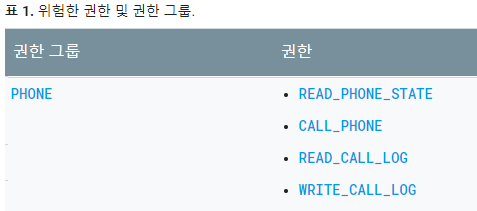 표 1. 위험한 권한 및 권한 그룹.
권한 그룹 권한
PHONE • READ_PHONE_STATE
• CALL_PHONE
• READ_CALL_LOG
• WRITE_CALL_LOG